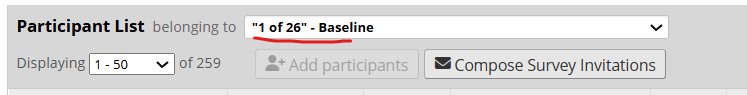 Participant List belonging to "1 of 26" - Baseline
Displaying 1 - 50 of 259 Add participants Compose Survey Invitations